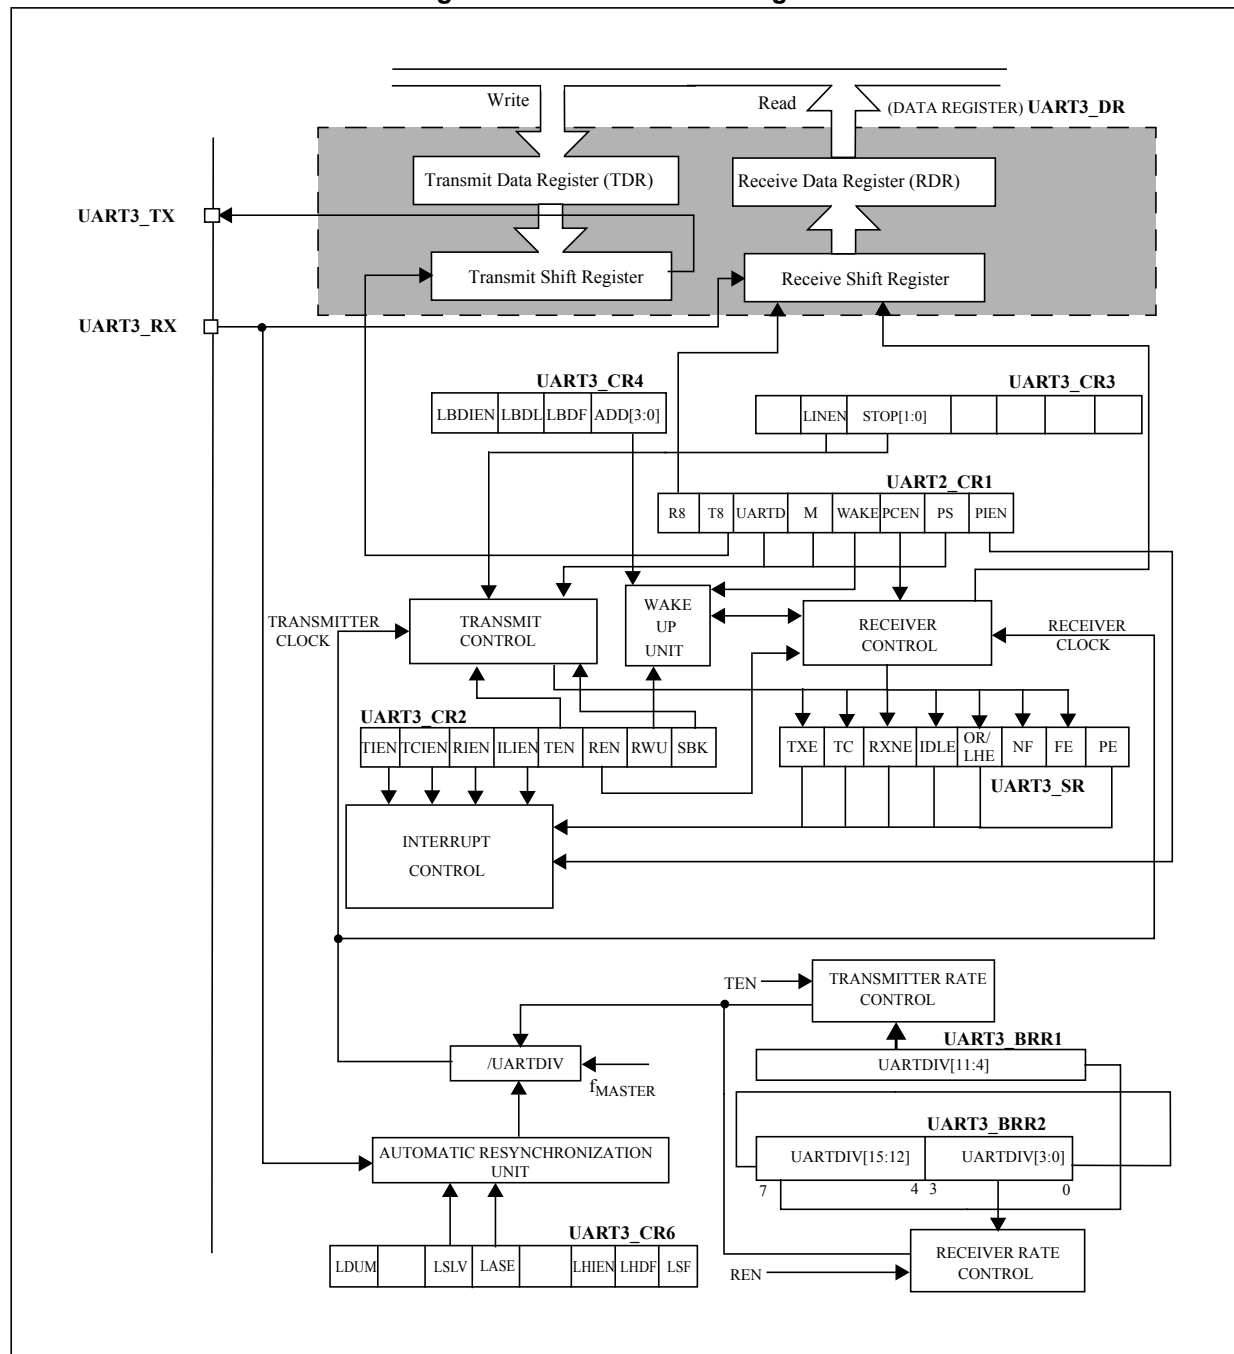 Write
Read
(DATA REGISTER) UART3_DR
Transmit Data Register (TDR)
Receive Data Register (RDR)
UART3_TX
Transmit Shift Register
Receive Shift Register
UART3_RX
UART3_CR4
LBDIEN LBDL LBDF ADD[3:0]
UART3_CR3
LINEN STOP[1:0]
UART2_CR1
R8 T8 UARTD M WAKE PCEN PS PIEN
TRANSMITTER
CLOCK
TRANSMIT
CONTROL
WAKE
UP
UNIT
RECEIVER
CONTROL
RECEIVER
CLOCK
UART3_CR2
TIEN TCIEN RIEN ILIEN TEN REN RWU SBK
TXE TC RXNE IDLE OR/
LHE NF FE PE
UART3_SR
INTERRUPT
CONTROL
TEN
TRANSMITTER RATE
CONTROL
UART3_BRR1
UARTDIV[11:4]
/UARTDIV
fMASTER
UART3_BRR2
UARTDIV[15:12] UARTDIV[3:0]
7 4 3 0
AUTOMATIC RESYNCHRONIZATION
UNIT
UART3_CR6
LDUM LSLV LASE LHIEN LHDF LSF
REN
RECEIVER RATE
CONTROL